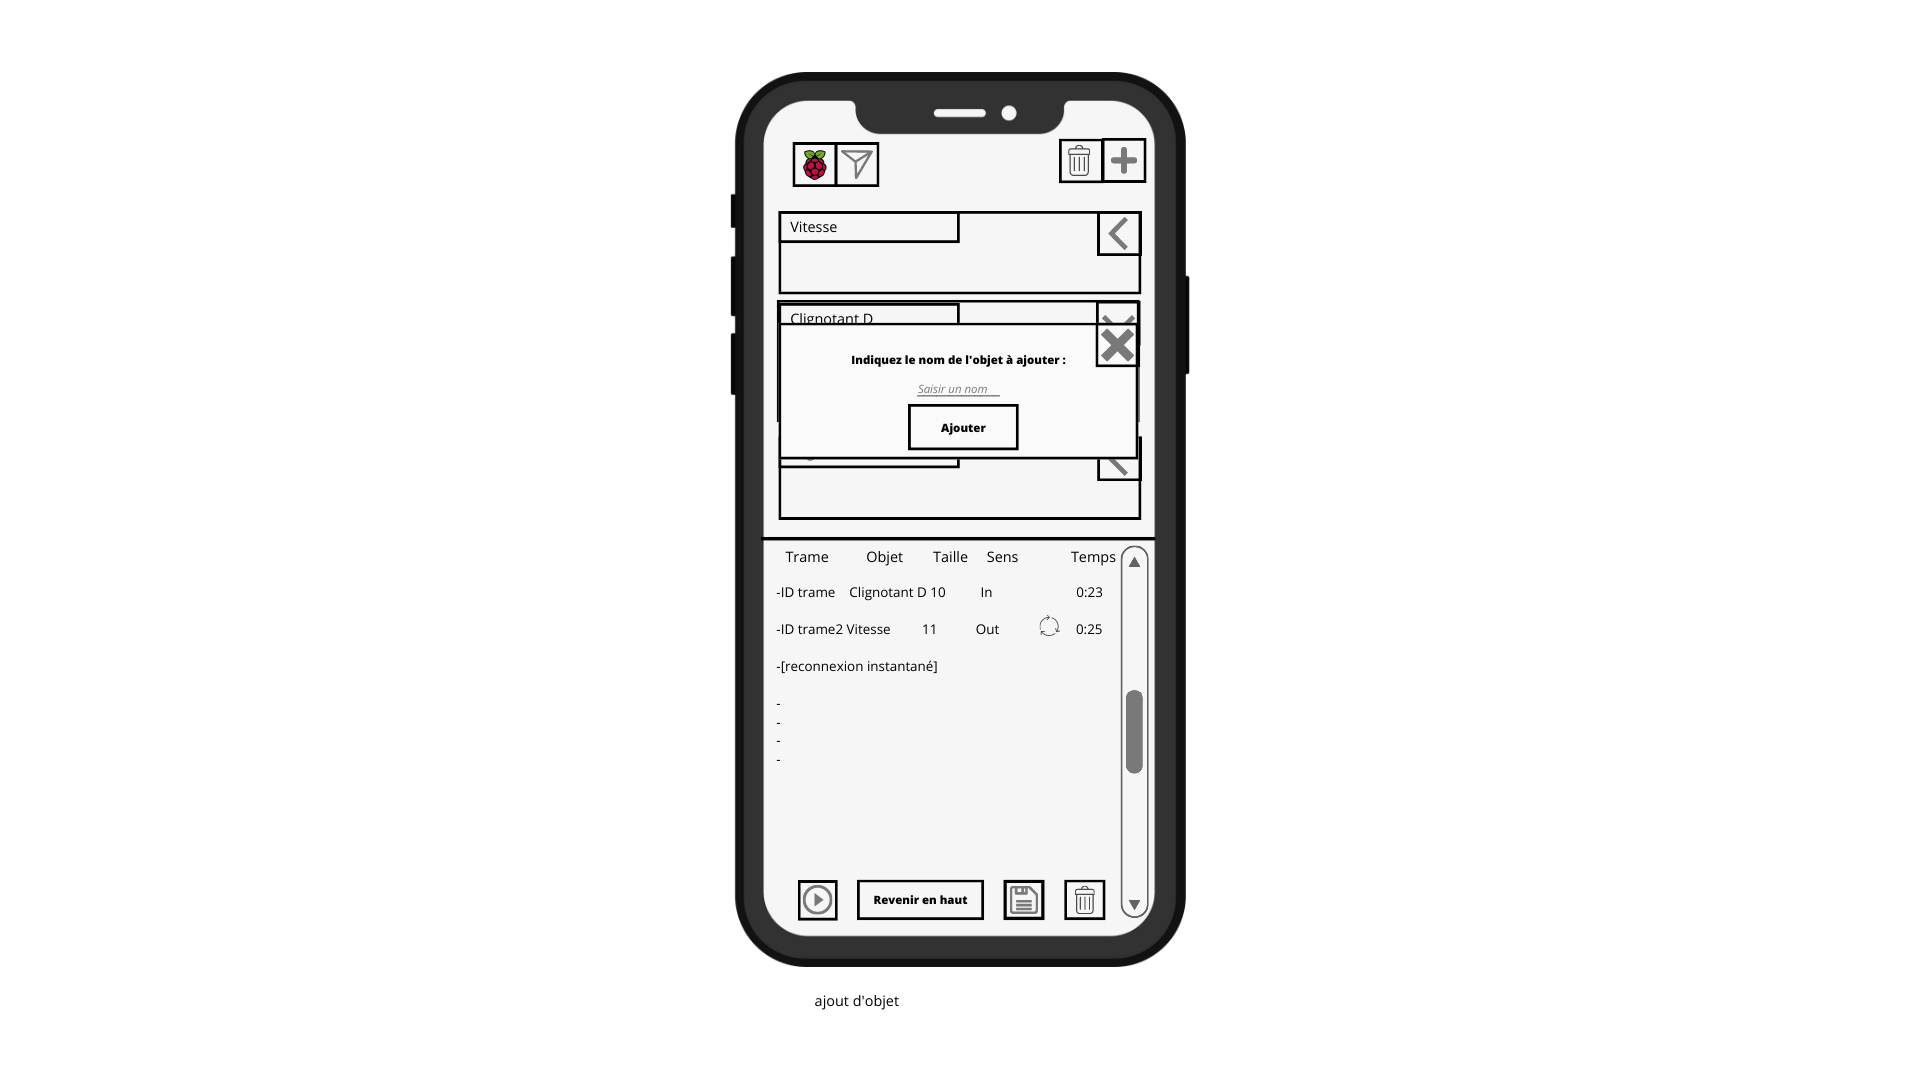 Vitesse
Clignotant D
Indiquez le nom de l'objet à ajouter :
Saisir un nom
Ajouter
Trame Objet Taille Sens Temps
-ID trame Clignotant D 10 In 0:23
-ID trame2 Vitesse 11 Out 0:25
-[reconnexion instantané]
-
-
-
-
Revenir en haut
ajout d'objet